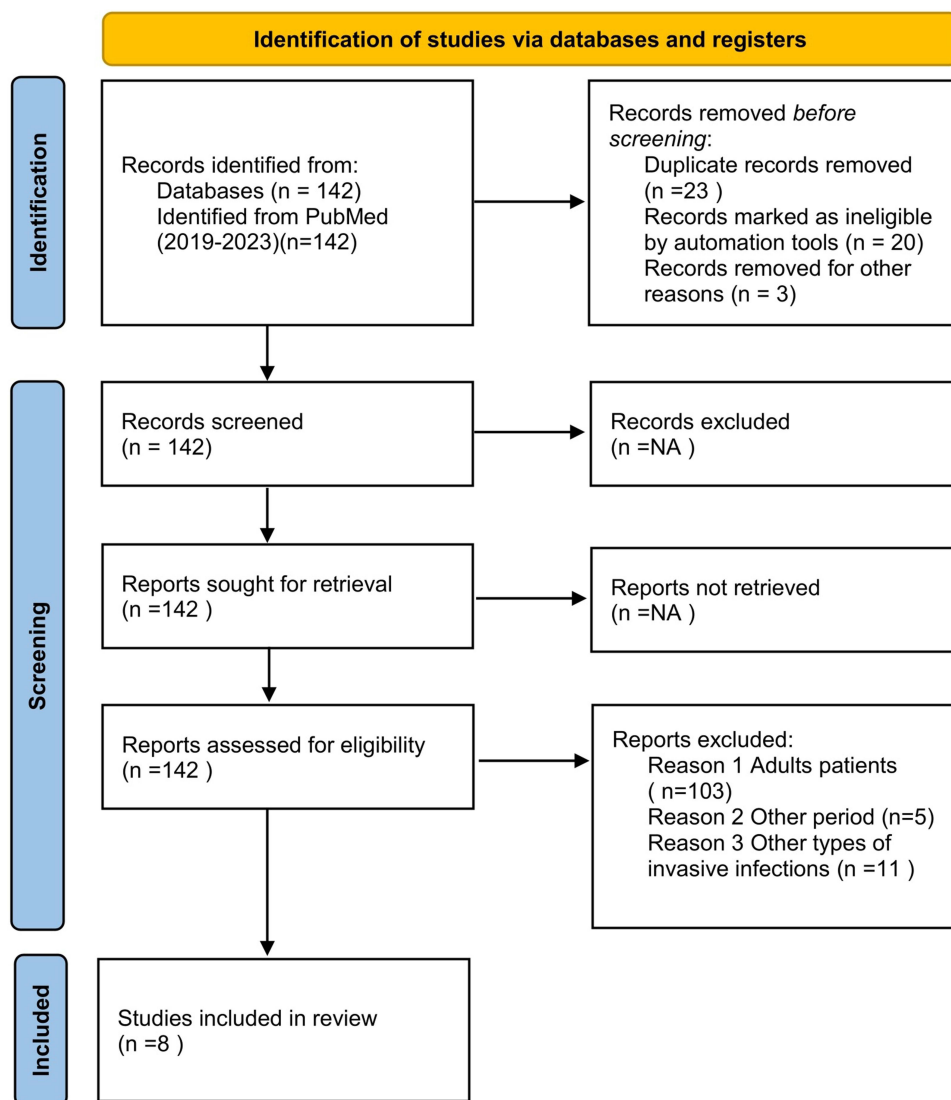 Identification of studies via databases and registers
Identification
Records identified from:
Databases (n = 142)
Identified from PubMed
(2019-2023)(n=142)
Records removed before
screening:
Duplicate records removed
(n =23 )
Records marked as ineligible
by automation tools (n = 20)
Records removed for other
reasons (n = 3)
Screening
Records screened
(n = 142)
Records excluded
(n =NA )
Reports sought for retrieval
(n =142 )
Reports not retrieved
(n =NA )
Reports assessed for eligibility
(n =142 )
Reports excluded:
Reason 1 Adults patients
( n=103)
Reason 2 Other period (n=5)
Reason 3 Other types of
invasive infections (n =11 )
Included
Studies included in review
(n =8 )